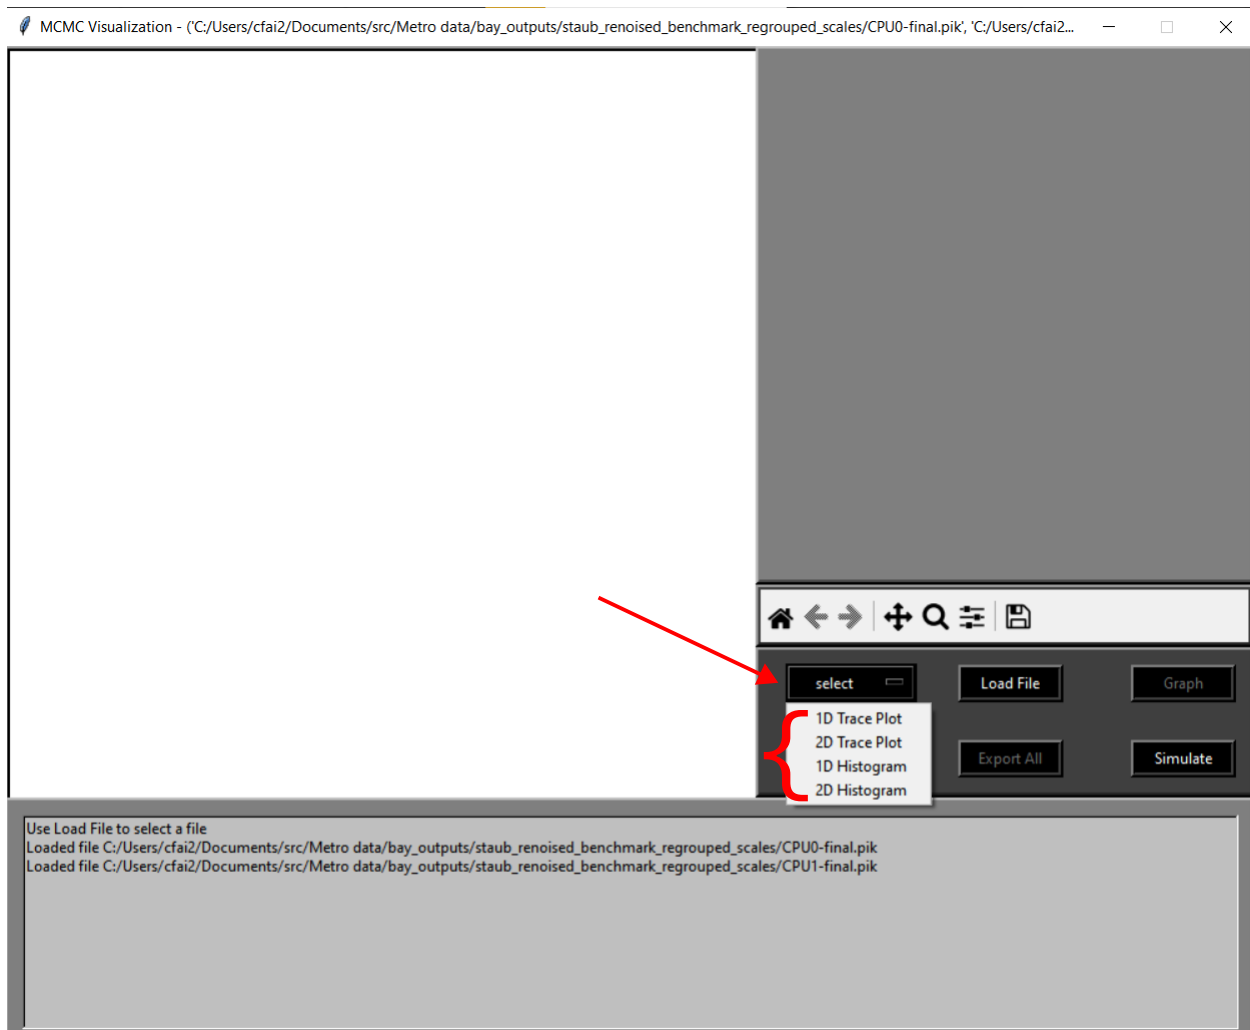 MCMC Visualization - ('C:/Users/cfai2/Documents/src/Metro data/bay_outputs/staub_renoised_benchmark_regrouped_scales/CPU0-final.pik', 'C:/Users/cfai2...
select
Load File
Graph
1D Trace Plot
2D Trace Plot
1D Histogram
2D Histogram
Export All
Simulate
Use Load File to select a file
Loaded file C:/Users/cfai2/Documents/src/Metro data/bay_outputs/staub_renoised_benchmark_regrouped_scales/CPU0-final.pik
Loaded file C:/Users/cfai2/Documents/src/Metro data/bay_outputs/staub_renoised_benchmark_regrouped_scales/CPU1-final.pik